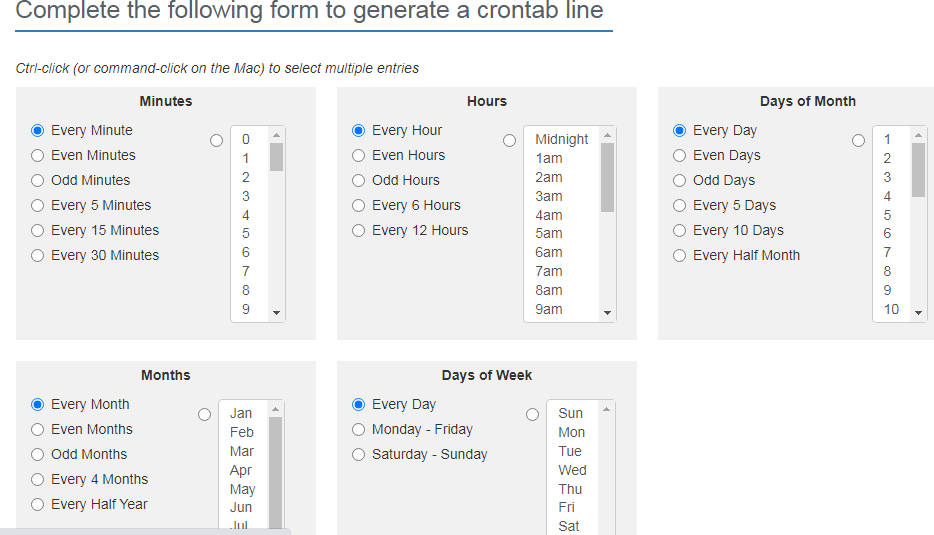 Complete the following form to generate a crontab line
Ctrl-click (or command-click on the Mac) to select multiple entries
Minutes
Every Minute
Even Minutes
Odd Minutes
Every 5 Minutes
Every 15 Minutes
Every 30 Minutes
0
1
2
3
4
5
6
7
8
9
Hours
Every Hour
Even Hours
Odd Hours
Every 6 Hours
Every 12 Hours
Midnight
1am
2am
3am
4am
5am
6am
7am
8am
9am
Days of Month
Every Day
Even Days
Odd Days
Every 5 Days
Every 10 Days
Every Half Month
1
2
3
4
5
6
7
8
9
10
Months
Every Month
Even Months
Odd Months
Every 4 Months
Every Half Year
Jan
Feb
Mar
Apr
May
Jun
Jul
Days of Week
Every Day
Monday - Friday
Saturday - Sunday
Sun
Mon
Tue
Wed
Thu
Fri
Sat